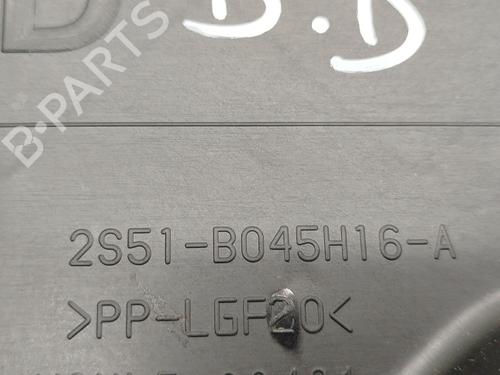 D B.D
B-PARTS
2S51-B045H16-A
>PP-LGF20<